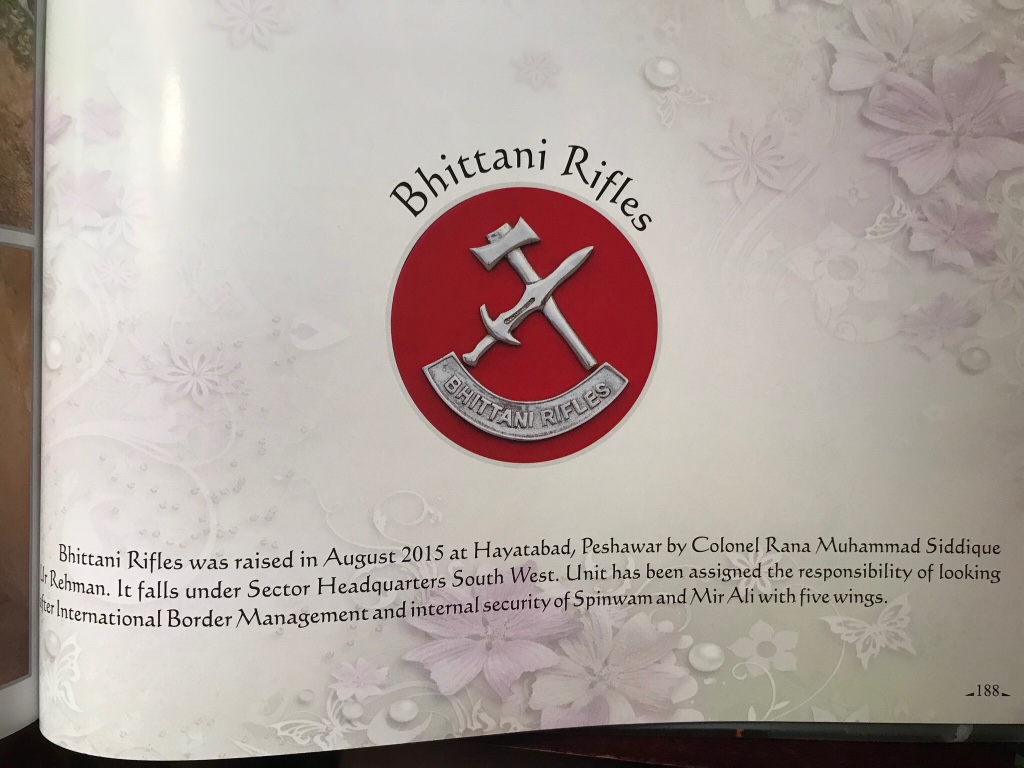 Bhittani Rifles
BHITTANI RIFLES
Bhittani Rifles was raised in August 2015 at Hayatabad, Peshawar by Colonel Rana Muhammad Siddique
Ur Rehman. It falls under Sector Headquarters South West. Unit has been assigned the responsibility of looking
after International Border Management and internal security of Spinwam and Mir Ali with five wings.
188